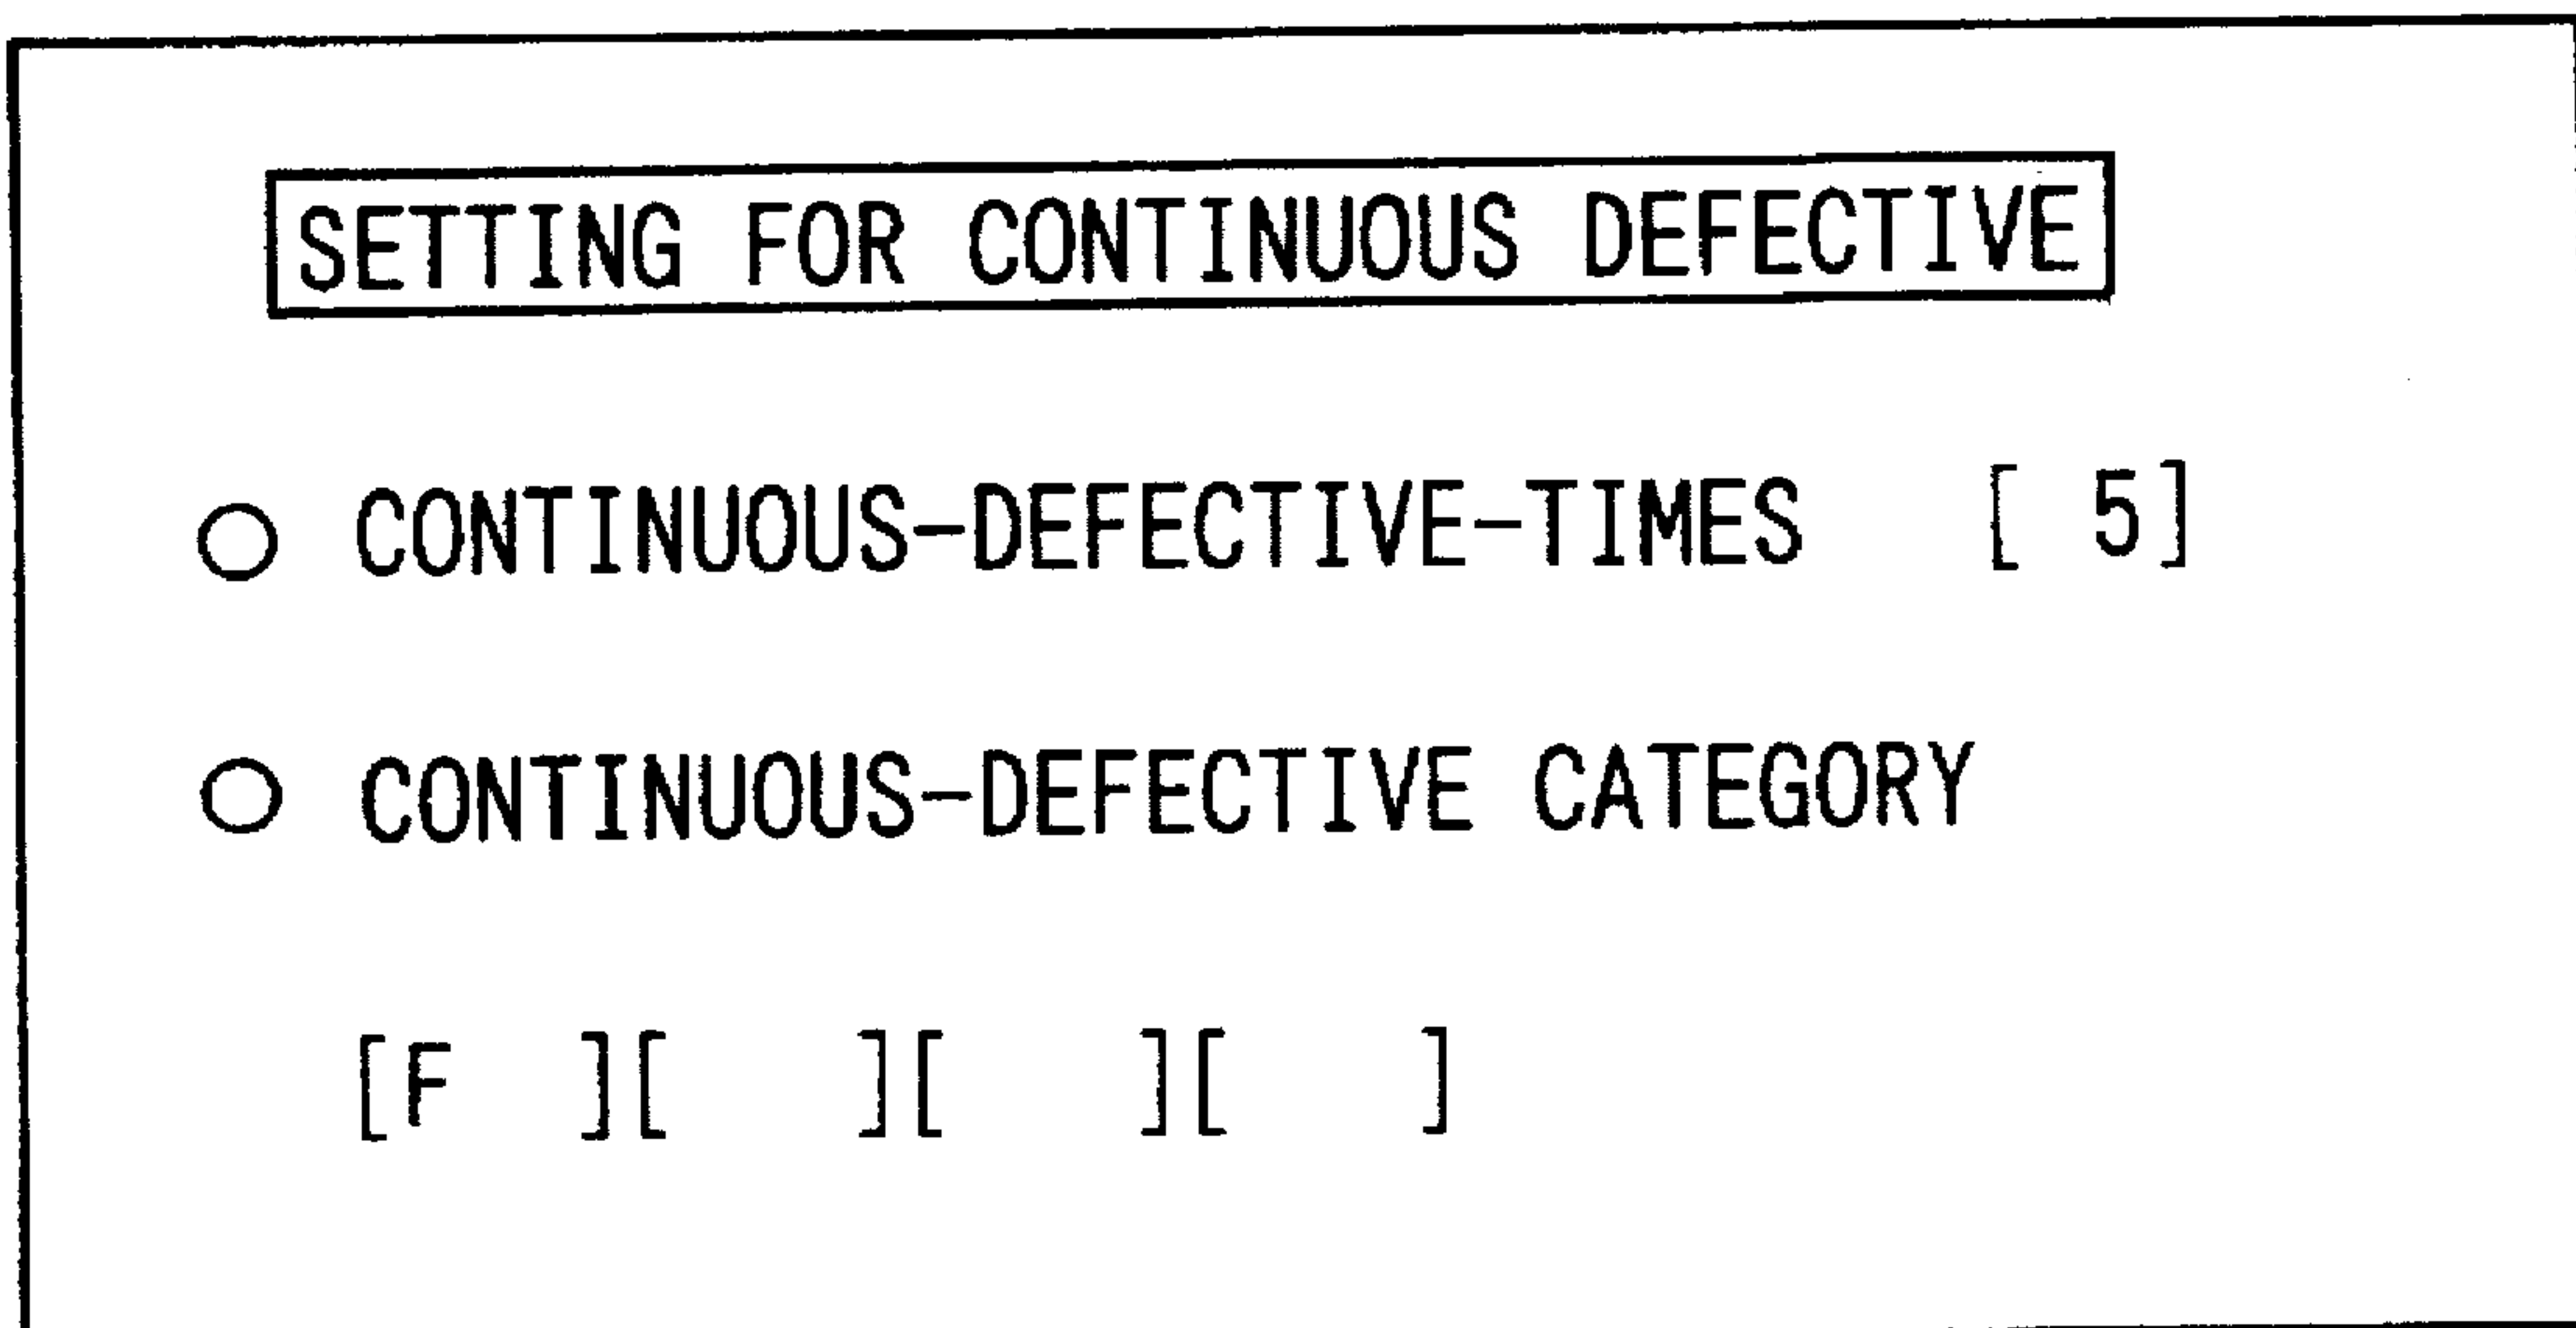 SETTING FOR CONTINUOUS DEFECTIVE
○ CONTINUOUS-DEFECTIVE-TIMES [ 5]
○ CONTINUOUS-DEFECTIVE CATEGORY
[F ][ ][ ][ ]